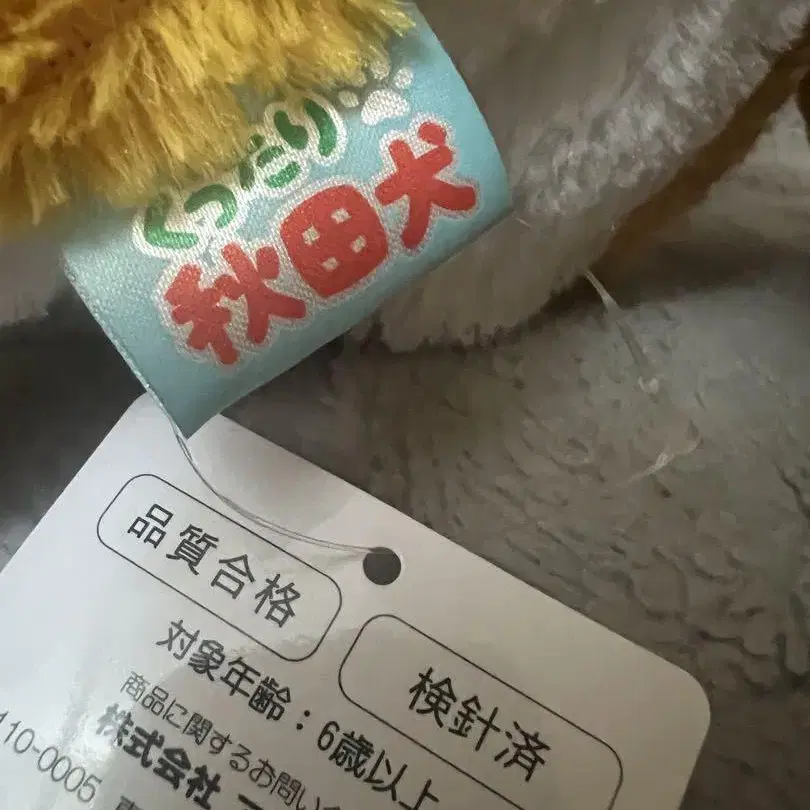 ぐったり
秋田犬
品質合格
検針済
対象年齢：6歳以上
商品に関するお問い
株式会社
110-0005